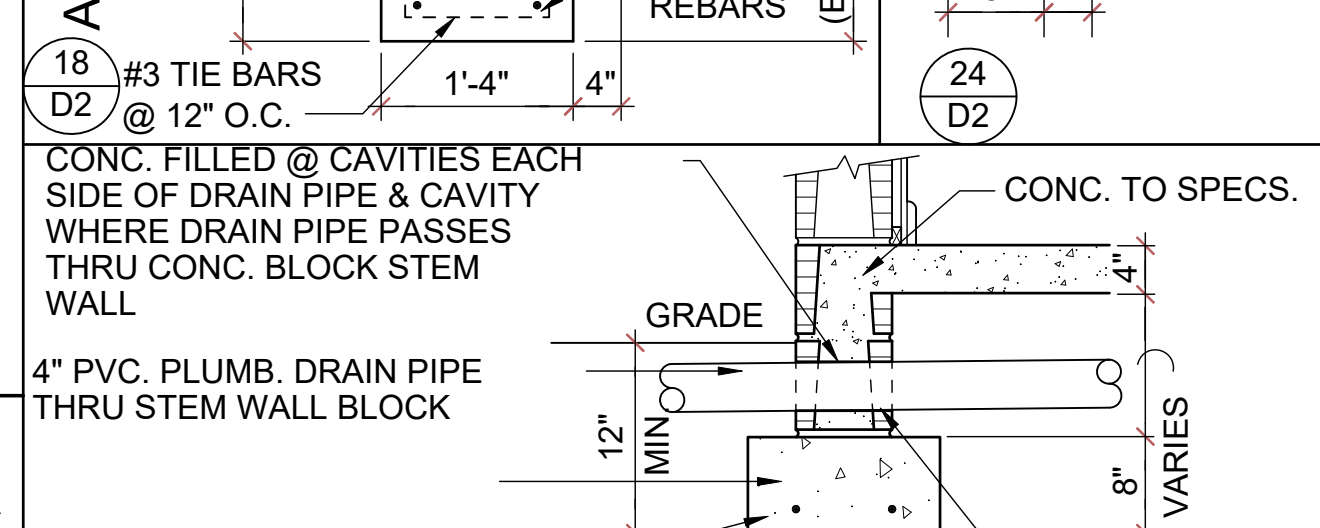 A
REBARS
(E
18
D2
#3 TIE BARS
@ 12" O.C.
1'-4"
4"
24
D2
CONC. FILLED @ CAVITIES EACH
SIDE OF DRAIN PIPE & CAVITY
WHERE DRAIN PIPE PASSES
THRU CONC. BLOCK STEM
WALL
CONC. TO SPECS.
4"
GRADE
4" PVC. PLUMB. DRAIN PIPE
THRU STEM WALL BLOCK
12"
MIN
8"
VARIES